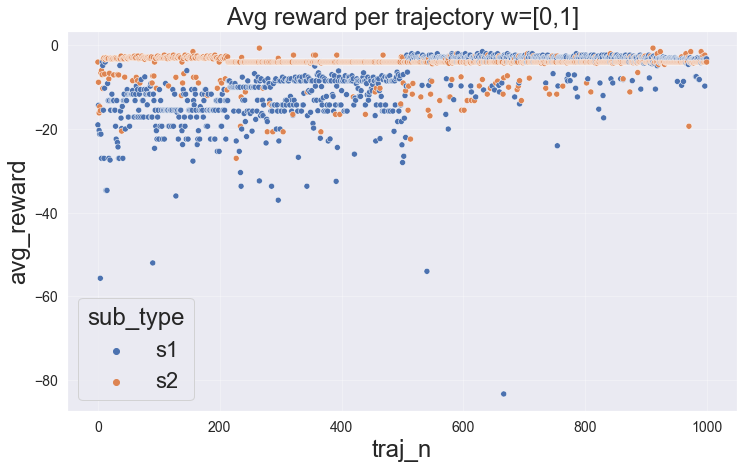 Avg reward per trajectory w=[0,1]
avg_reward
0
−20
−40
−60
−80
sub_type
s1
s2
0 200 400 600 800 1000
traj_n